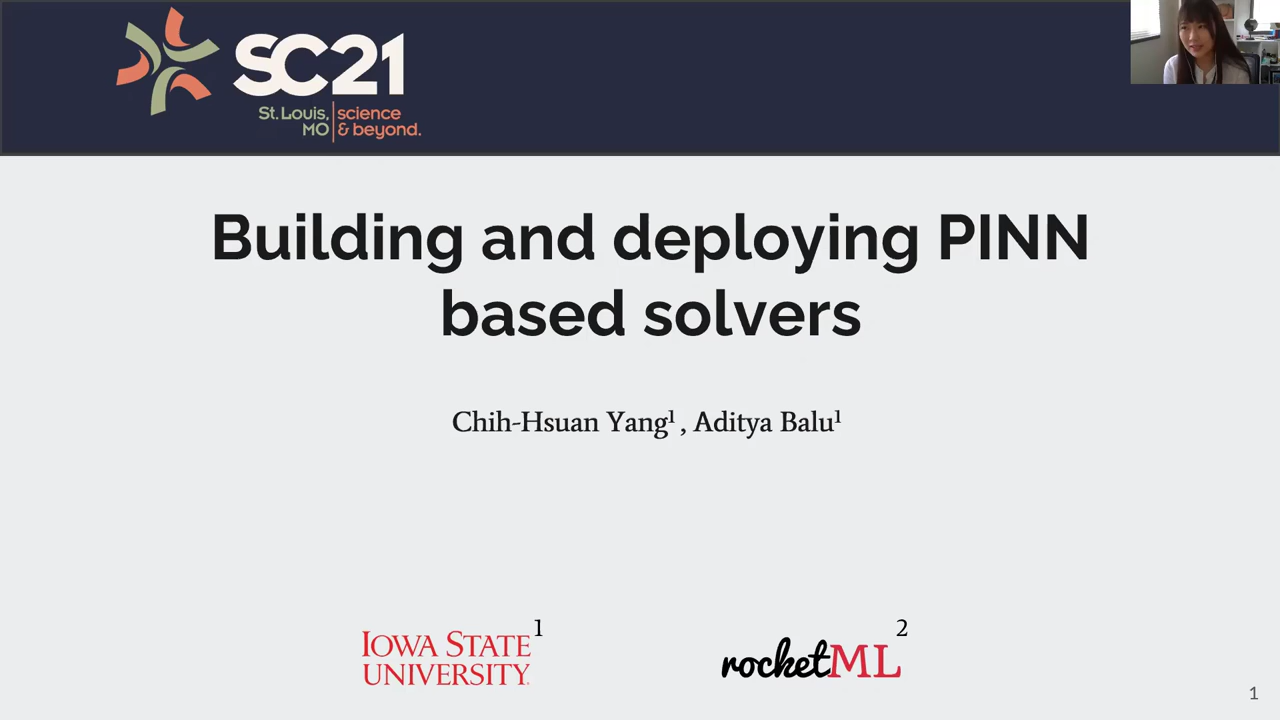 SC21
St. Louis, science
MO & beyond.
Building and deploying PINN
based solvers
Chih-Hsuan Yang¹ , Aditya Balu¹
IOWA STATE 1
UNIVERSITY.
rocketML 2
1